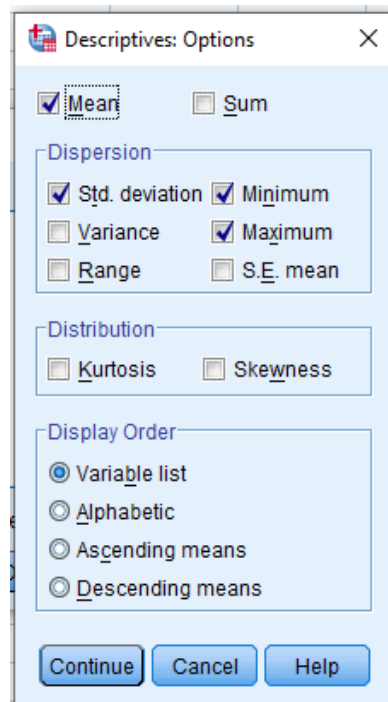 Descriptives: Options
Mean Sum
Dispersion
Std. deviation Minimum
Variance Maximum
Range S.E. mean
Distribution
Kurtosis Skewness
Display Order
Variable list
Alphabetic
Ascending means
Descending means
Continue Cancel Help